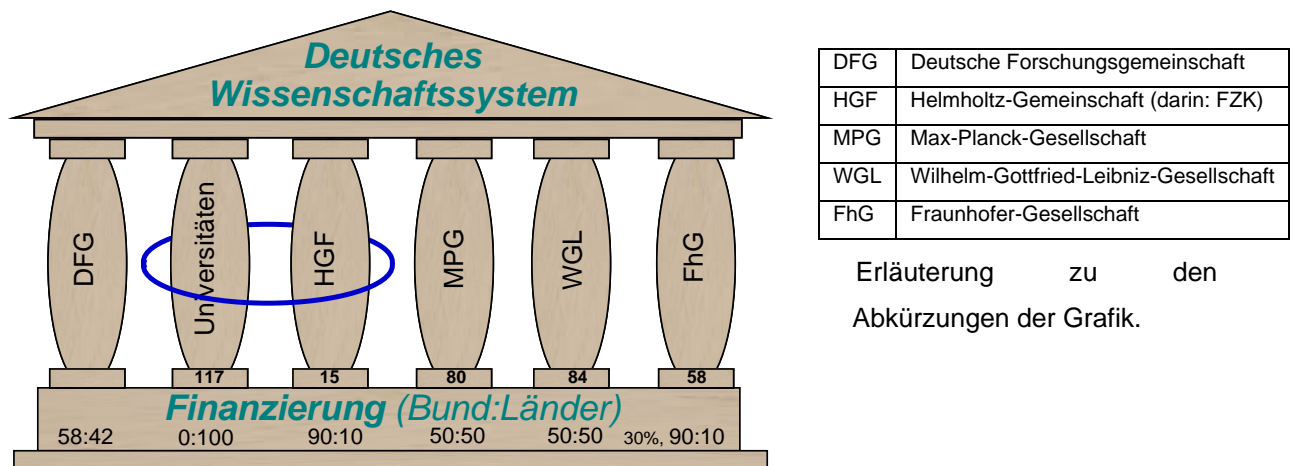 Deutsches
Wissenschaftssystem
DFG
Universitäten
HGF
MPG
WGL
FhG
117 15 80 84 58
Finanzierung (Bund:Länder)
58:42 0:100 90:10 50:50 50:50 30%, 90:10
DFG Deutsche Forschungsgemeinschaft
HGF Helmholtz-Gemeinschaft (darin: FZK)
MPG Max-Planck-Gesellschaft
WGL Wilhelm-Gottfried-Leibniz-Gesellschaft
FhG Fraunhofer-Gesellschaft
Erläuterung zu den
Abkürzungen der Grafik.